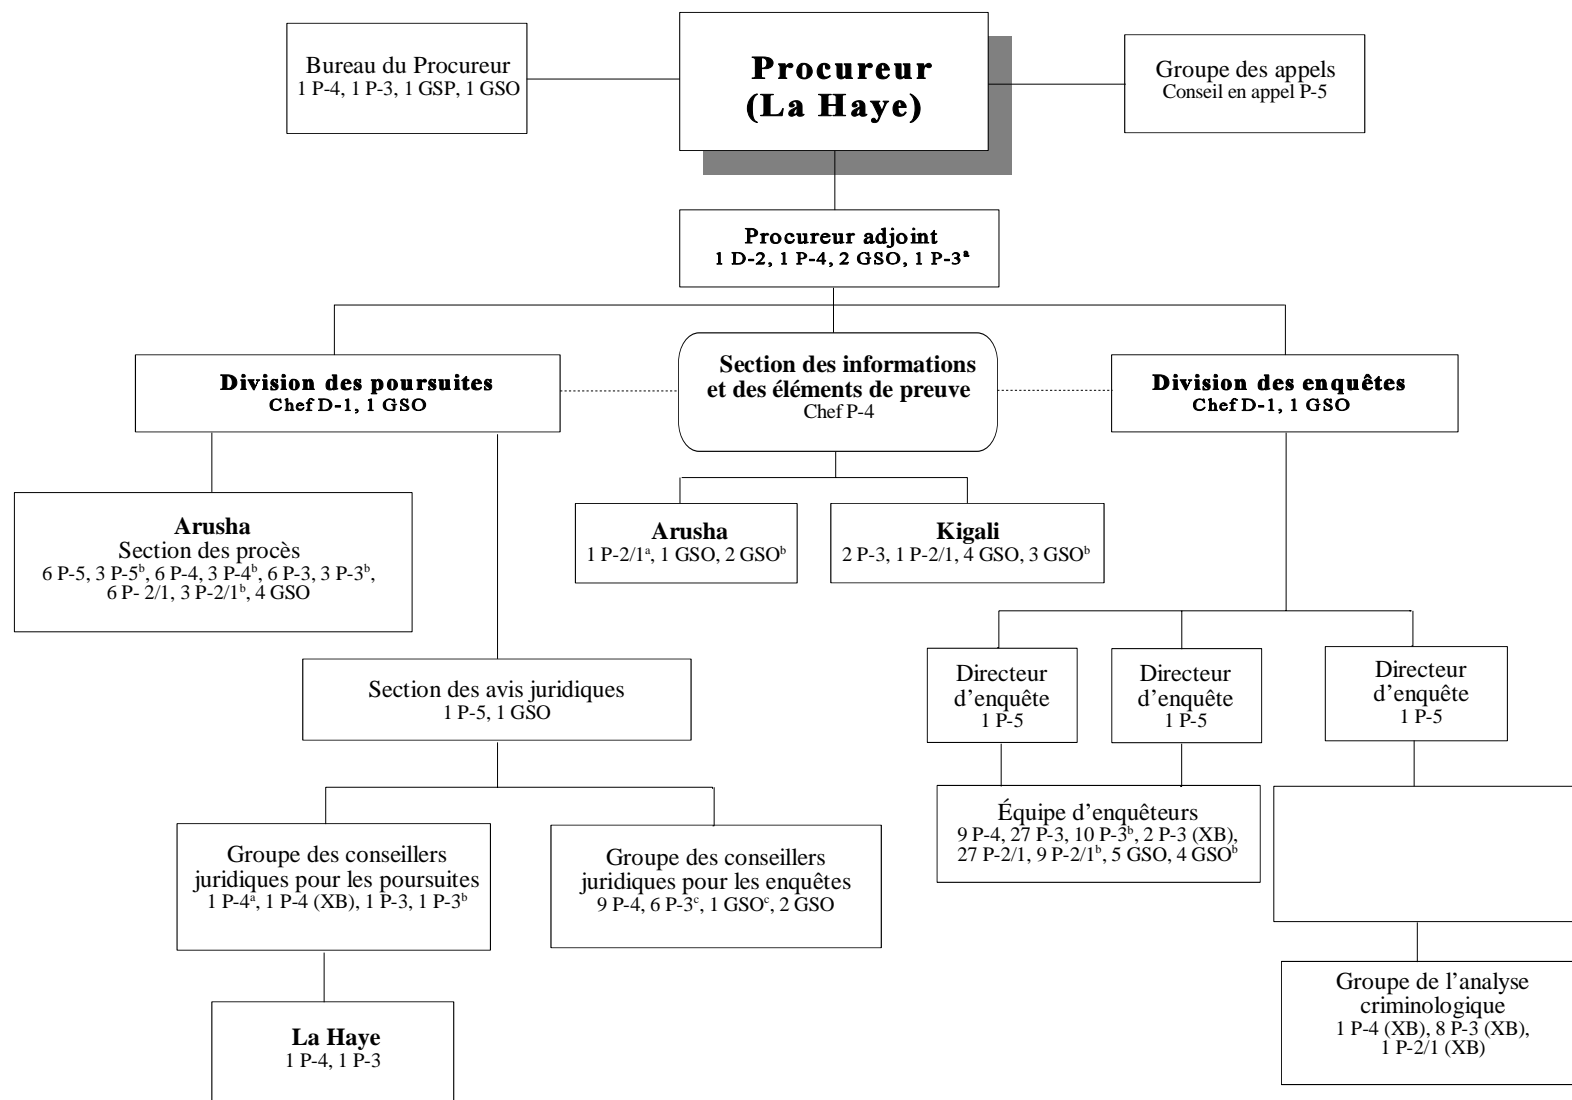 Bureau du Procureur
1 P-4, 1 P-3, 1 GSP, 1 GSO
Procureur
(La Haye)
Groupe des appels
Conseil en appel P-5
Procureur adjoint
1 D-2, 1 P-4, 2 GSO, 1 P-3ª
Division des poursuites
Chef D-1, 1 GSO
Section des informations
et des éléments de preuve
Chef P-4
Division des enquêtes
Chef D-1, 1 GSO
Arusha
Section des procès
6 P-5, 3 P-5ᵇ, 6 P-4, 3 P-4ᵇ, 6 P-3, 3 P-3ᵇ,
6 P- 2/1, 3 P-2/1ᵇ, 4 GSO
Arusha
1 P-2/1ª, 1 GSO, 2 GSOᵇ
Kigali
2 P-3, 1 P-2/1, 4 GSO, 3 GSOᵇ
Section des avis juridiques
1 P-5, 1 GSO
Directeur
d’enquête
1 P-5
Directeur
d’enquête
1 P-5
Directeur
d’enquête
1 P-5
Groupe des conseillers
juridiques pour les poursuites
1 P-4ª, 1 P-4 (XB), 1 P-3, 1 P-3ᵇ
Groupe des conseillers
juridiques pour les enquêtes
9 P-4, 6 P-3ᶜ, 1 GSOᶜ, 2 GSO
Équipe d’enquêteurs
9 P-4, 27 P-3, 10 P-3ᵇ, 2 P-3 (XB),
27 P-2/1, 9 P-2/1ᵇ, 5 GSO, 4 GSOᵇ
Groupe de l’analyse
criminologique
1 P-4 (XB), 8 P-3 (XB),
1 P-2/1 (XB)
La Haye
1 P-4, 1 P-3